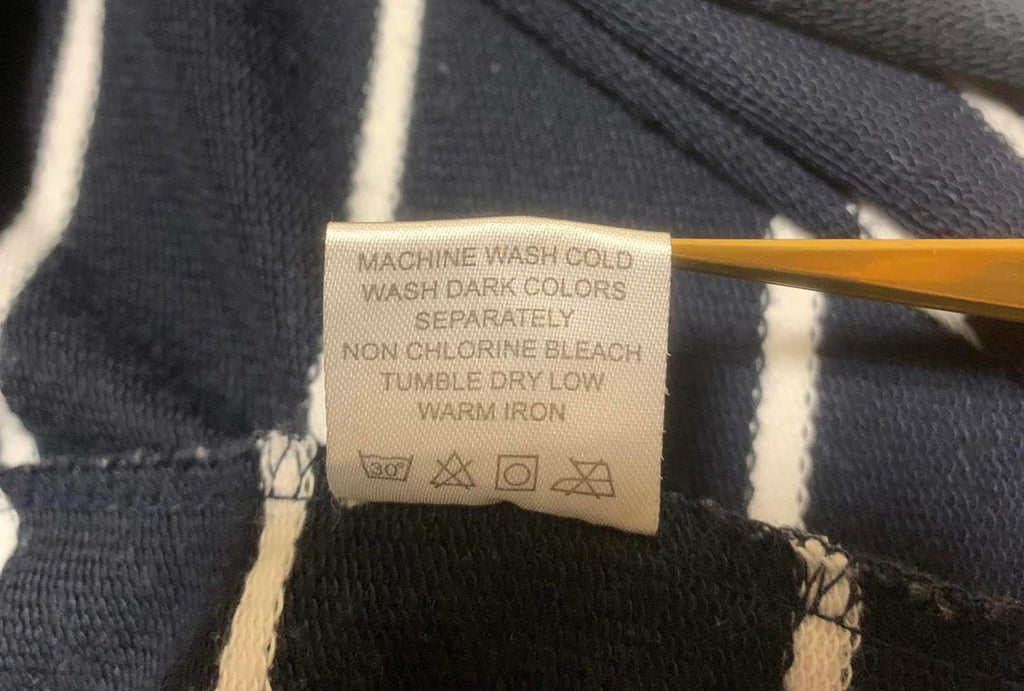 MACHINE WASH COLD
WASH DARK COLORS
SEPARATELY
NON CHLORINE BLEACH
TUMBLE DRY LOW
WARM IRON
30°